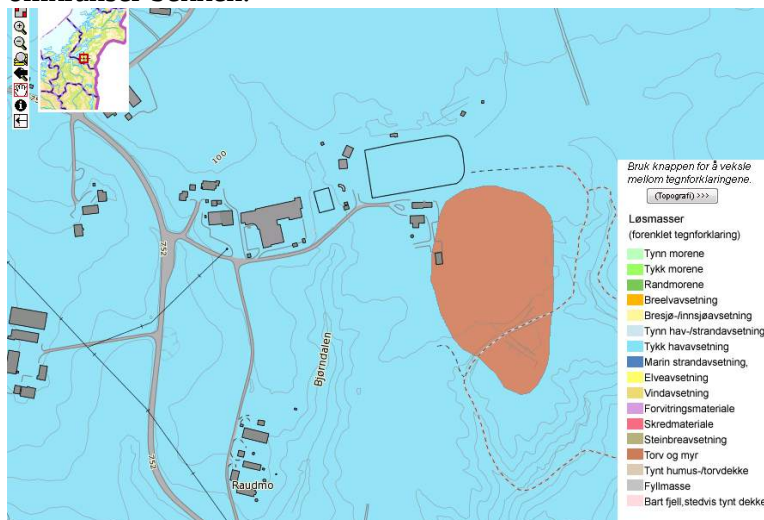 Bruk knappen for å veksle
mellom tegnforklaringene.
(Topografi) >>>
Løsmasser
(forenklet tegnforklaring)
Tynn morene
Tykk morene
Randmorene
Breelvavsetning
Bresjø-/innsjøavsetning
Tynn hav-/strandavsetning
Tykk havavsetning
Marin strandavsetning,
Elveavsetning
Vindavsetning
Forvitringsmateriale
Skredmateriale
Steinbreavsetning
Torv og myr
Tynt humus-/torvdekke
Fyllmasse
Bart fjell,stedvis tynt dekke
100
752
Bjørndalen
752
Raudmo